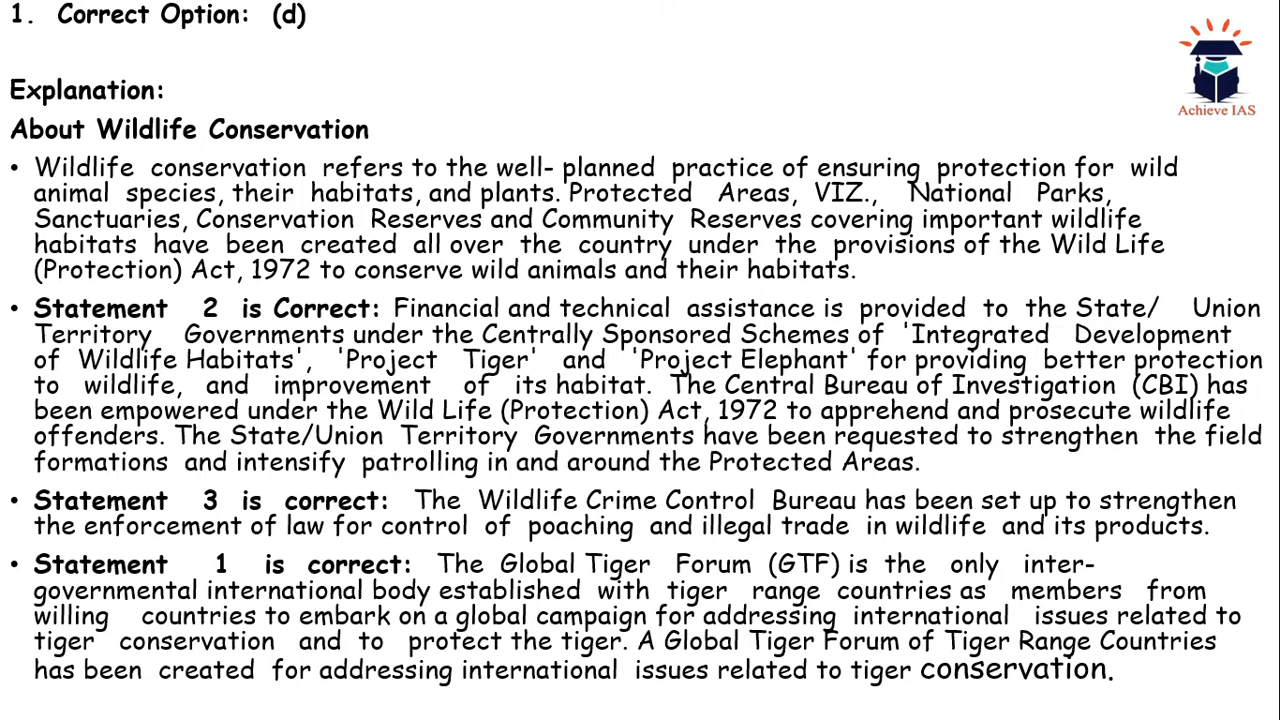 1. Correct Option: (d)
Achieve IAS
Explanation:
About Wildlife Conservation
• Wildlife conservation refers to the well- planned practice of ensuring protection for wild
animal species, their habitats, and plants. Protected Areas, VIZ., National Parks,
Sanctuaries, Conservation Reserves and Community Reserves covering important wildlife
habitats have been created all over the country under the provisions of the Wild Life
(Protection) Act, 1972 to conserve wild animals and their habitats.
• Statement 2 is Correct: Financial and technical assistance is provided to the State/ Union
Territory Governments under the Centrally Sponsored Schemes of 'Integrated Development
of Wildlife Habitats', 'Project Tiger' and 'Project Elephant' for providing better protection
to wildlife, and improvement of its habitat. The Central Bureau of Investigation (CBI) has
been empowered under the Wild Life (Protection) Act, 1972 to apprehend and prosecute wildlife
offenders. The State/Union Territory Governments have been requested to strengthen the field
formations and intensify patrolling in and around the Protected Areas.
• Statement 3 is correct: The Wildlife Crime Control Bureau has been set up to strengthen
the enforcement of law for control of poaching and illegal trade in wildlife and its products.
• Statement 1 is correct: The Global Tiger Forum (GTF) is the only inter-
governmental international body established with tiger range countries as members from
willing countries to embark on a global campaign for addressing international issues related to
tiger conservation and to protect the tiger. A Global Tiger Forum of Tiger Range Countries
has been created for addressing international issues related to tiger conservation.